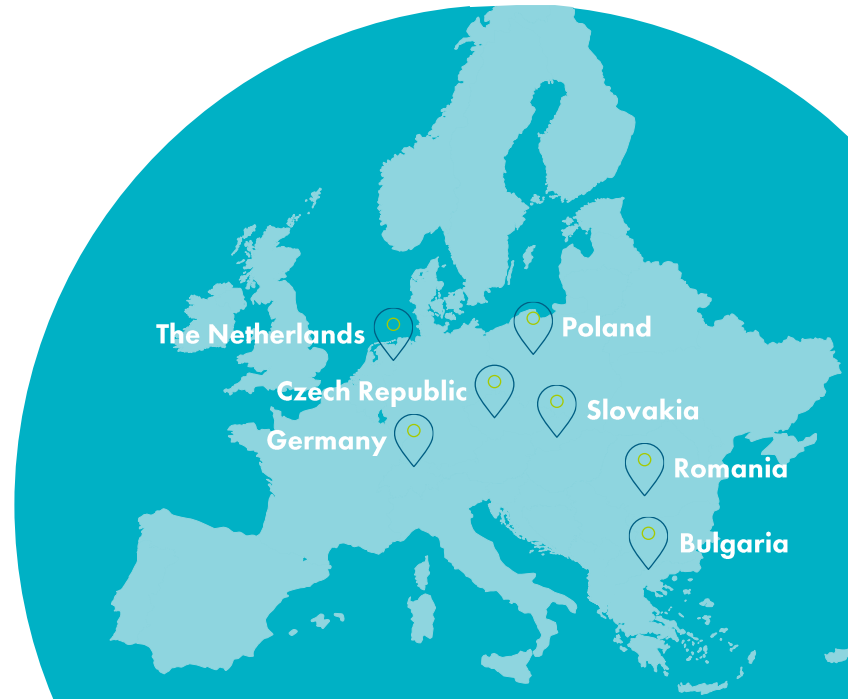 The Netherlands
Poland
Czech Republic
Slovakia
Germany
Romania
Bulgaria